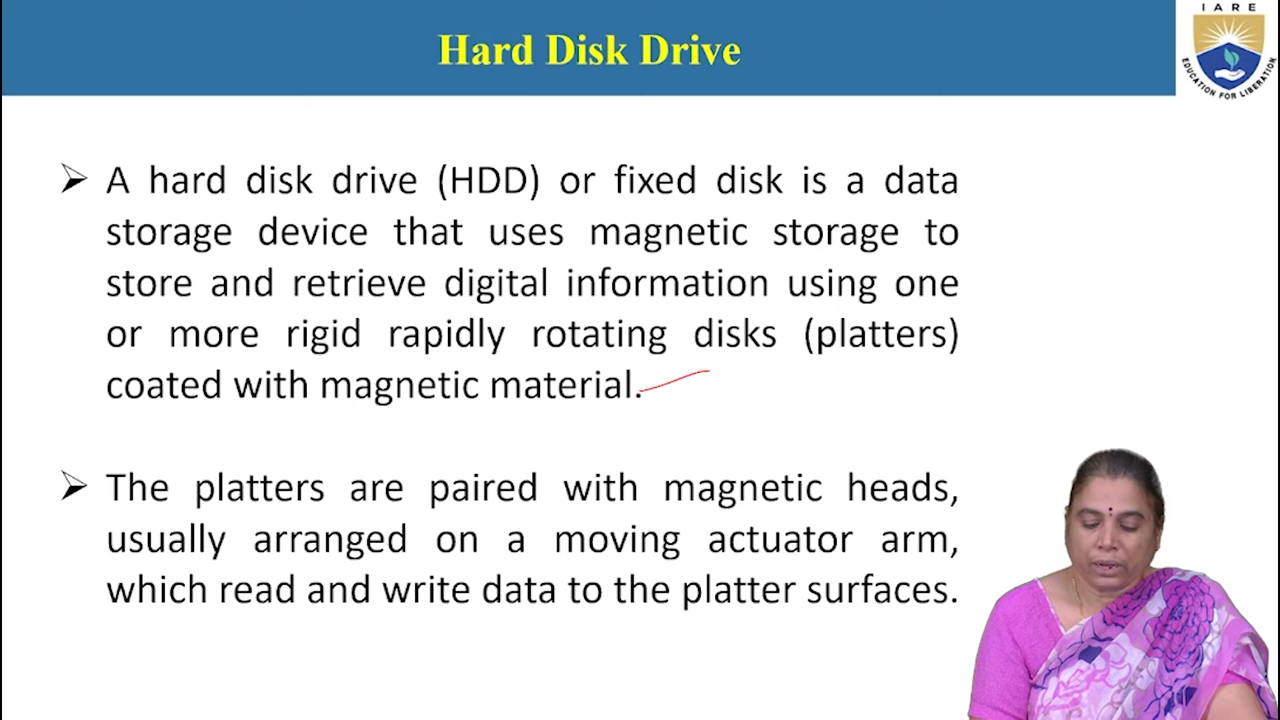 Hard Disk Drive
IARE
EDUCATION FOR LIBERATION
➢ A hard disk drive (HDD) or fixed disk is a data
storage device that uses magnetic storage to
store and retrieve digital information using one
or more rigid rapidly rotating disks (platters)
coated with magnetic material.
➢ The platters are paired with magnetic heads,
usually arranged on a moving actuator arm,
which read and write data to the platter surfaces.